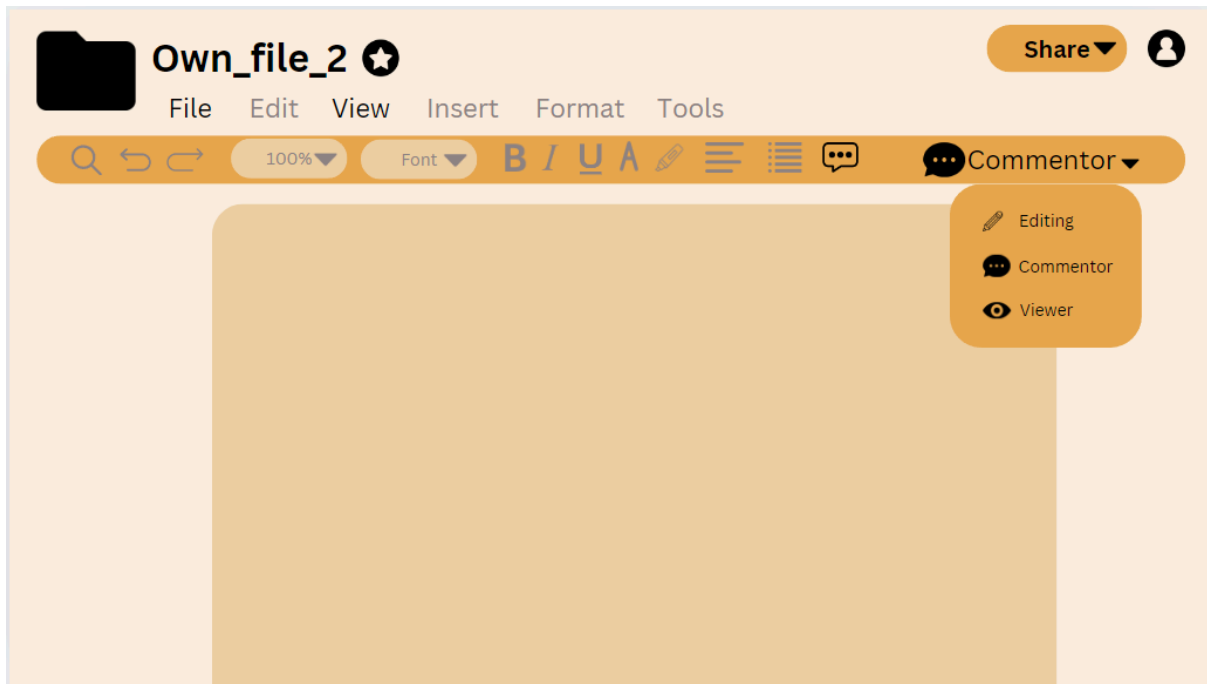 Own_file_2
Share
File Edit View Insert Format Tools
100% Font B I U A Commentor
Editing
Commentor
Viewer